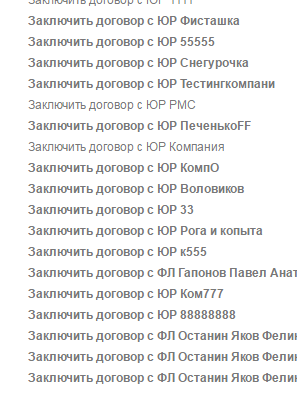 Заключить договор с ЮР
Заключить договор с ЮР Фисташка
Заключить договор с ЮР 55555
Заключить договор с ЮР Снегурочка
Заключить договор с ЮР Тестингкомпани
Заключить договор с ЮР РМС
Заключить договор с ЮР ПеченькоFF
Заключить договор с ЮР Компания
Заключить договор с ЮР КомпО
Заключить договор с ЮР Воловиков
Заключить договор с ЮР 33
Заключить договор с ЮР Рога и копыта
Заключить договор с ЮР к555
Заключить договор с ФЛ Гапонов Павел Анат
Заключить договор с ЮР Ком777
Заключить договор с ЮР 88888888
Заключить договор с ФЛ Останин Яков Фели
Заключить договор с ФЛ Останин Яков Фели
Заключить договор с ФЛ Останин Яков Фели